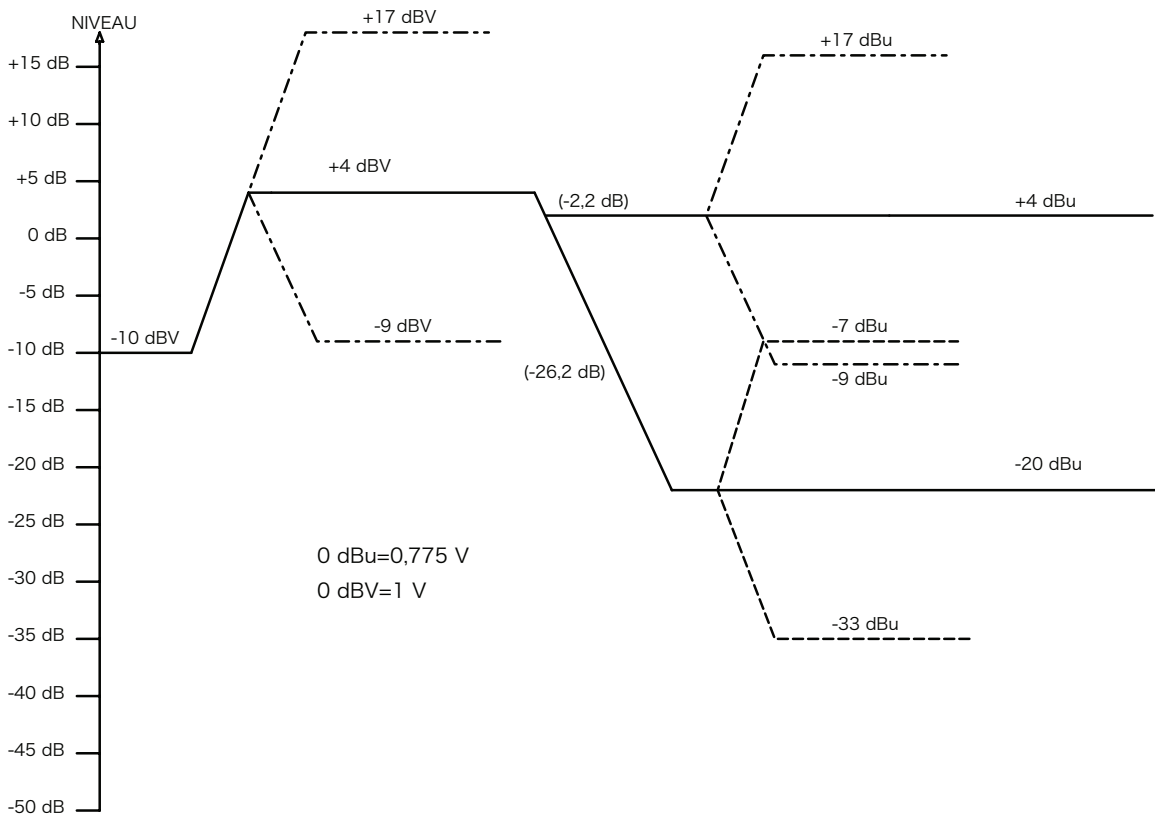 NIVEAU
+17 dBV
+17 dBu
+15 dB
+10 dB
+5 dB
+4 dBV
(-2,2 dB)
+4 dBu
0 dB
-5 dB
-10 dBV
-9 dBV
-7 dBu
-10 dB
(-26,2 dB)
-9 dBu
-15 dB
-20 dB
-20 dBu
-25 dB
0 dBu=0,775 V
-30 dB
0 dBV=1 V
-35 dB
-33 dBu
-40 dB
-45 dB
-50 dB